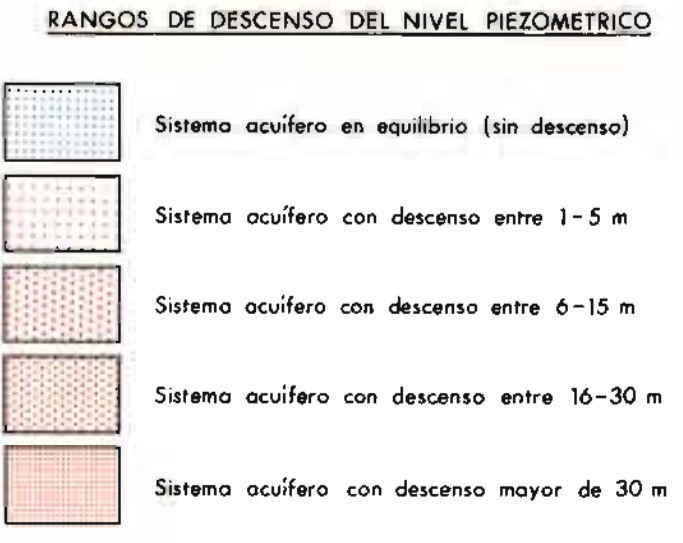 RANGOS DE DESCENSO DEL NIVEL PIEZOMETRICO
Sistema acuífero en equilibrio (sin descenso)
Sistema acuífero con descenso entre 1-5 m
Sistema acuífero con descenso entre 6-15 m
Sistema acuífero con descenso entre 16-30 m
Sistema acuífero con descenso mayor de 30 m